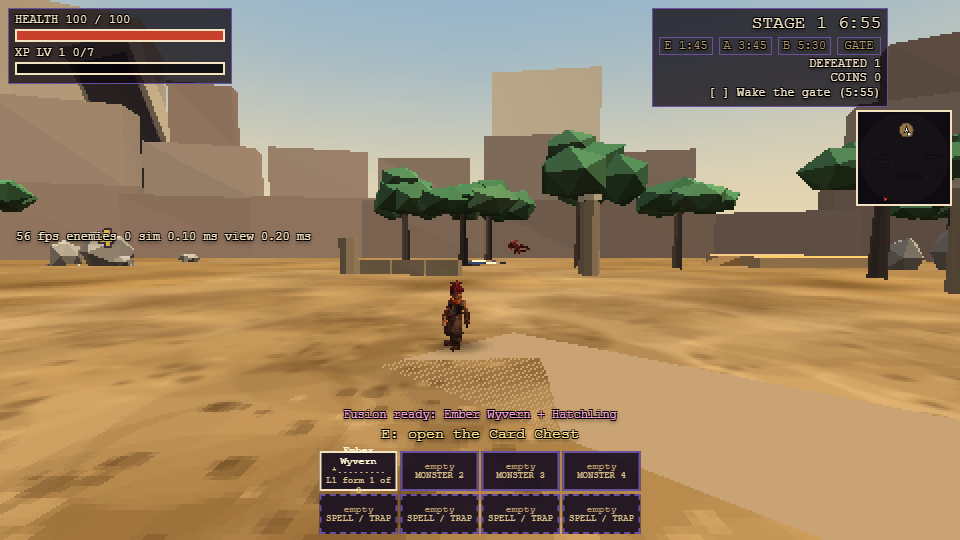 HEALTH 100 / 100
XP LV 1 0/7
STAGE 1 6:55
E 1:45 A 3:45 B 5:30 GATE
DEFEATED 1
COINS 0
[ ] Wake the gate (5:55)
56 fps enemies 0 sim 0.10 ms view 0.20 ms
Fusion ready: Ember Wyvern + Hatchling
E: open the Card Chest
Ember
Wyvern
L1 form 1 of
empty
MONSTER 2
empty
MONSTER 3
empty
MONSTER 4
empty
SPELL / TRAP
empty
SPELL / TRAP
empty
SPELL / TRAP
empty
SPELL / TRAP